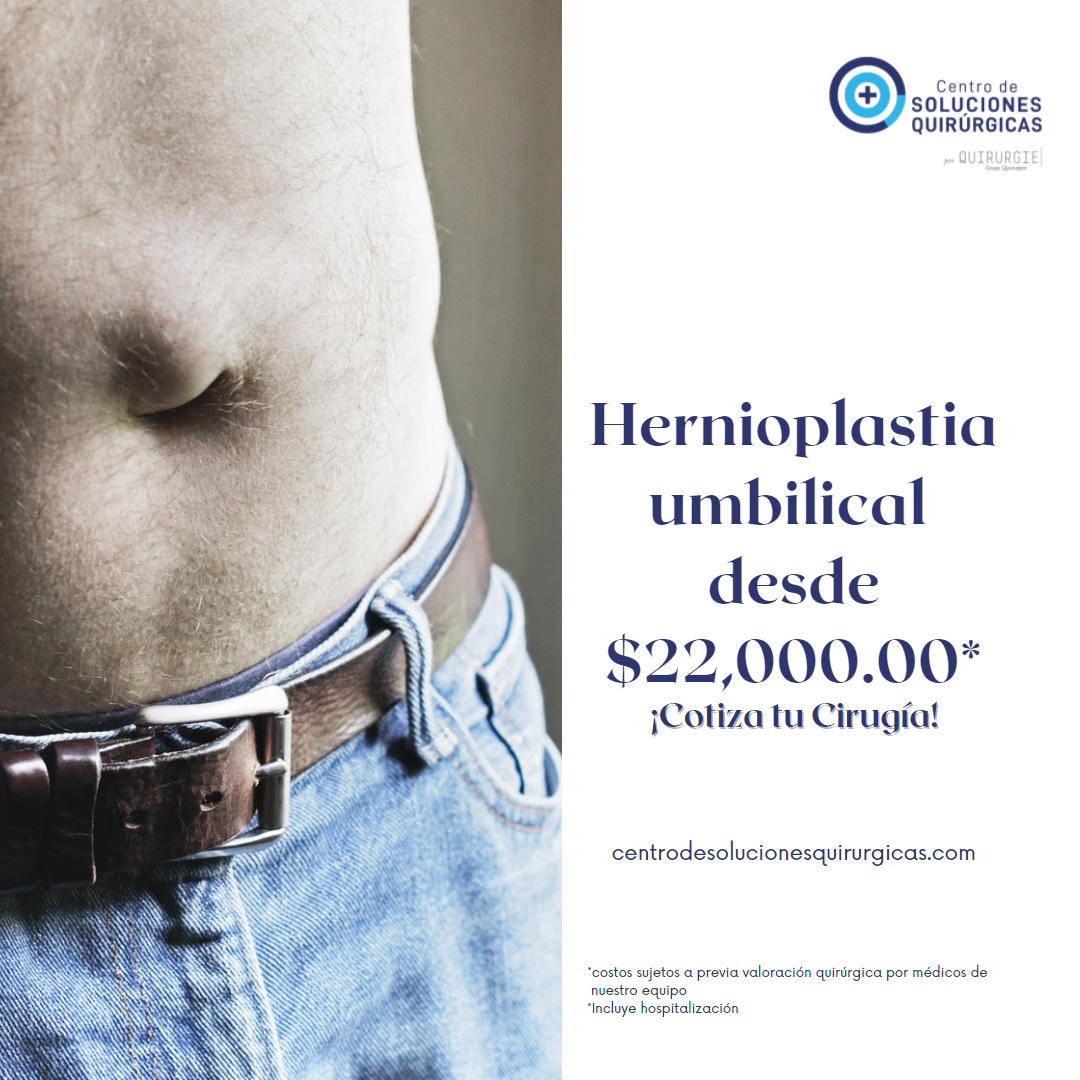 Centro de
SOLUCIONES
QUIRÚRGICAS
por QUIRURGIE
Hernioplastia
umbilical
desde
$22,000.00*
¡Cotiza tu Cirugía!
centrodesolucionesquirurgicas.com
*costos sujetos a previa valoración quirúrgica por médicos de
nuestro equipo
*Incluye hospitalización